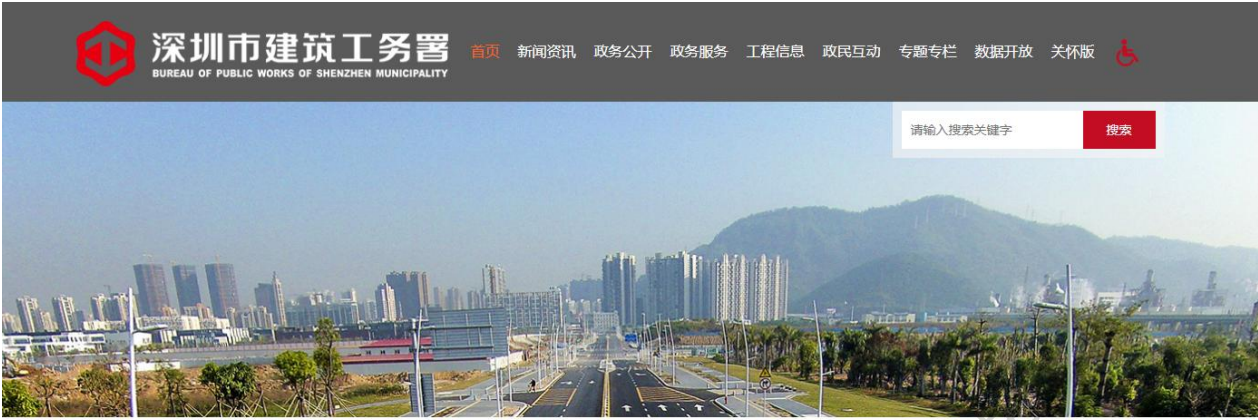 深圳市建筑工务署
BUREAU OF PUBLIC WORKS OF SHENZHEN MUNICIPALITY
首页 新闻资讯 政务公开 政务服务 工程信息 政民互动 专题专栏 数据开放 关怀版
请输入搜索关键字 搜索